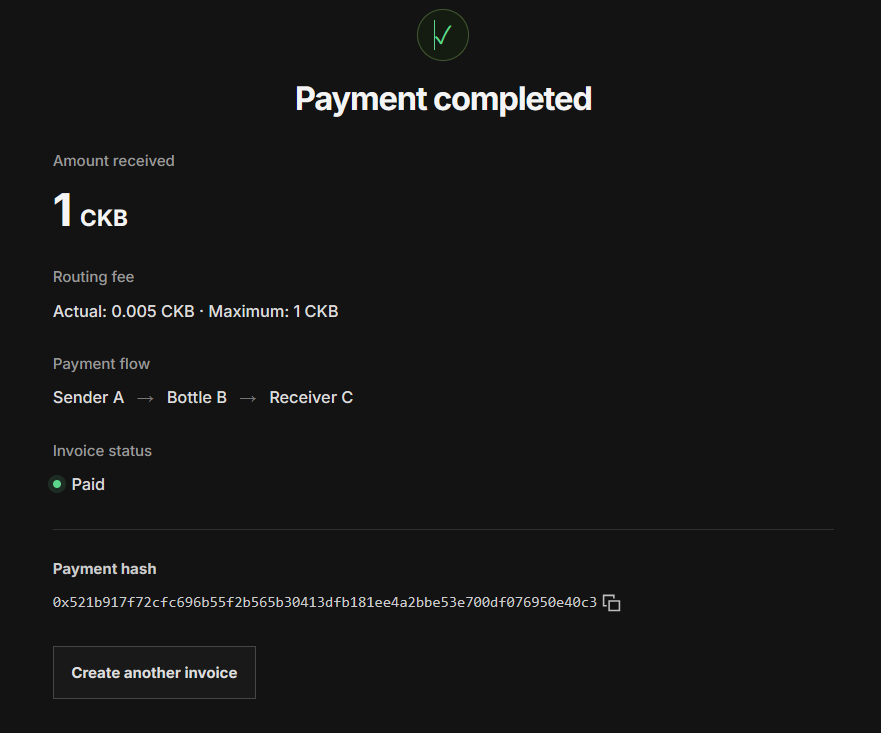 Payment completed
Amount received
1 CKB
Routing fee
Actual: 0.005 CKB · Maximum: 1 CKB
Payment flow
Sender A → Bottle B → Receiver C
Invoice status
Paid
Payment hash
0x521b917f72cfc696b55f2b565b30413dfb181ee4a2bbe53e700df076950e40c3
Create another invoice